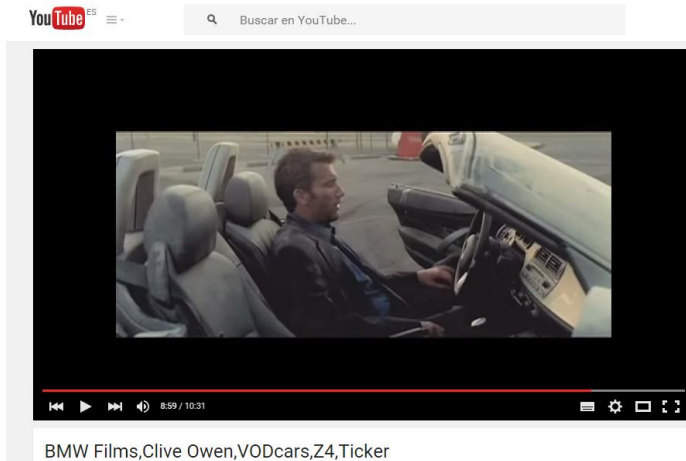 YouTube ES
Buscar en YouTube...
8:59 / 10:31
BMW Films,Clive Owen,VODcars,Z4,Ticker